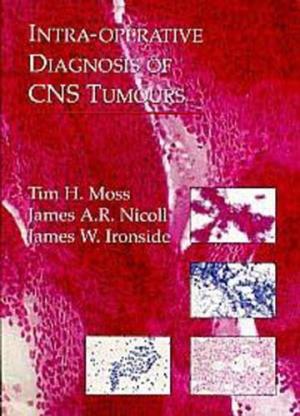 INTRA-OPERATIVE
DIAGNOSIS OF
CNS TUMOURS
Tim H. Moss
James A.R. Nicoll
James W. Ironside